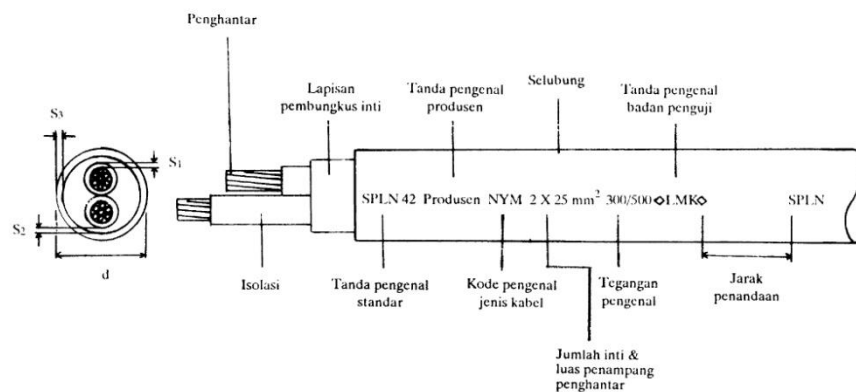 Penghantar
Lapisan
pembungkus inti
Tanda pengenal
produsen
Selubung
Tanda pengenal
badan penguji
S3
S1
S2
d
SPLN 42 Produsen NYM 2 X 25 mm² 300/500 ◇LMK◇ SPLN
Isolasi
Tanda pengenal
standar
Kode pengenal
jenis kabel
Tegangan
pengenal
Jarak
penandaan
Jumlah inti &
luas penampang
penghantar